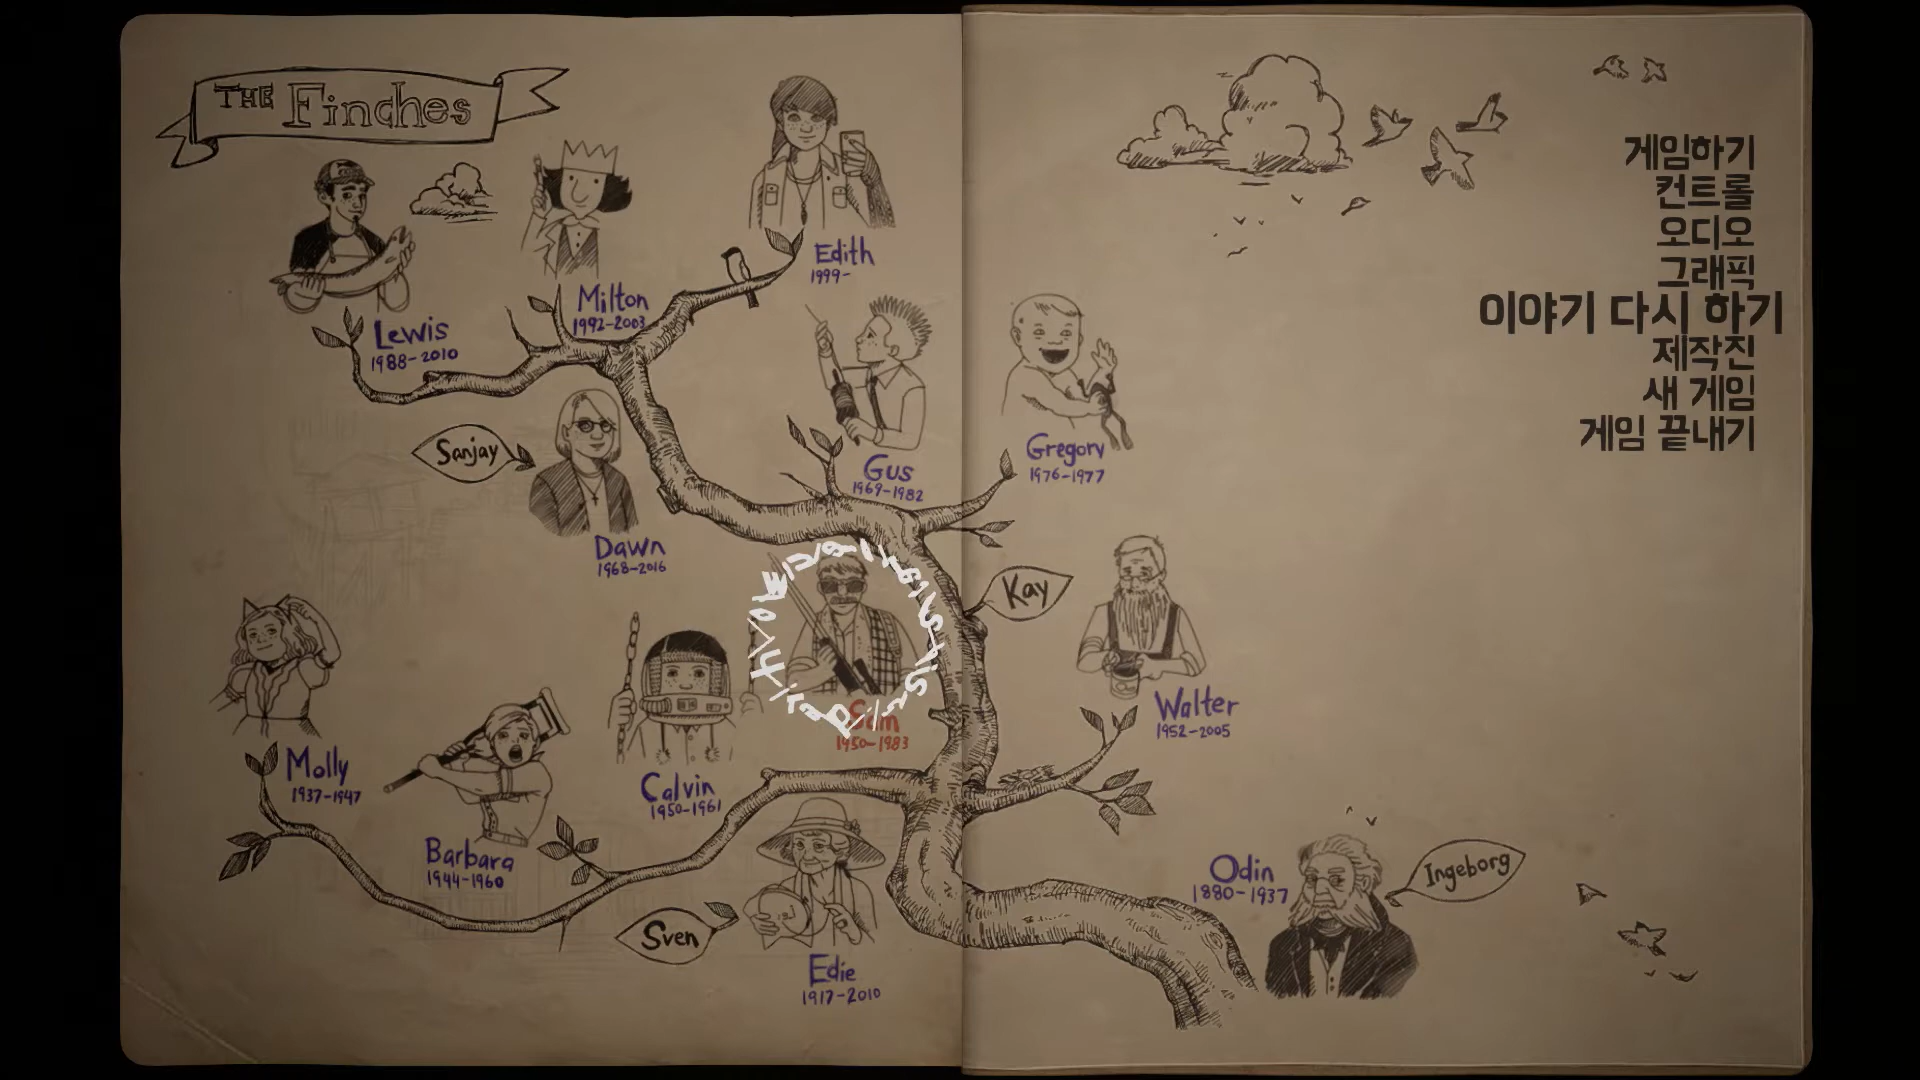 THE Finches
Edith
1999-
Milton
1992-2003
Lewis
1988-2010
Sanjay
Dawn
1968-2016
Gus
1969-1982
Gregory
1976-1977
Kay
Sam
1950-1983
Walter
1952-2005
Molly
1937-1947
Barbara
1944-1960
Calvin
1950-1961
Sven
Edie
1917-2010
Odin
1880-1937
Ingeborg
게임하기
컨트롤
오디오
그래픽
이야기 다시 하기
제작진
새 게임
게임 끝내기